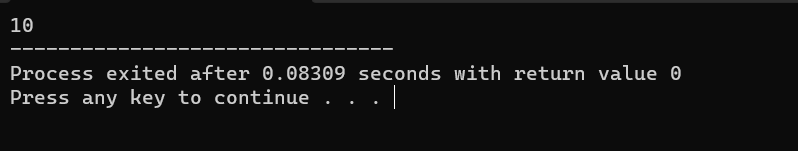 10
--------------------------------
Process exited after 0.08309 seconds with return value 0
Press any key to continue . . .